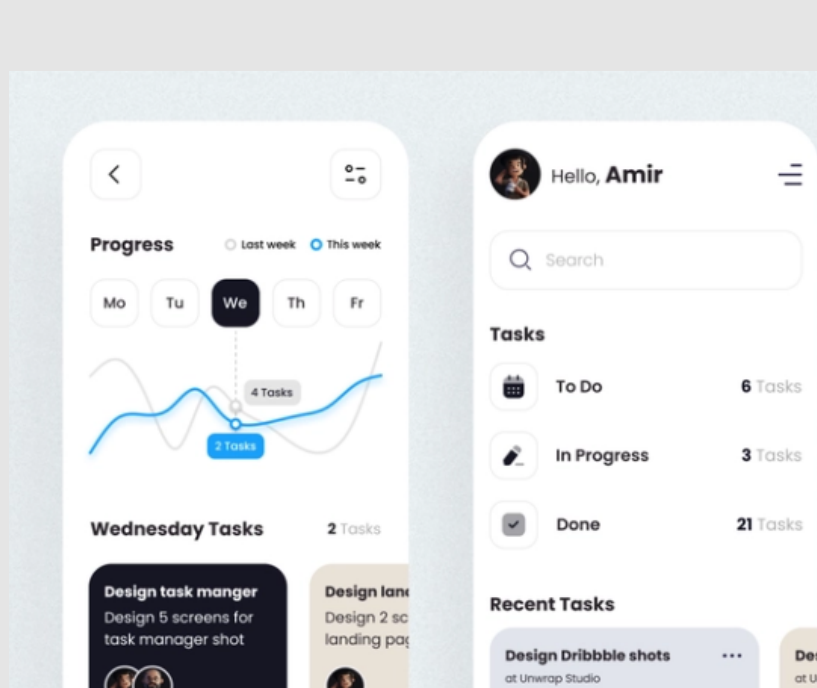 Progress
Last week
This week
Mo
Tu
We
Th
Fr
4 Tasks
2 Tasks
Wednesday Tasks
2 Tasks
Design task manger
Design 5 screens for
task manager shot
Design 2
Hello, Amir
Search
Tasks
To Do
6 Tasks
In Progress
3 Tasks
Done
21 Tasks
Recent Tasks
Design Dribbble shots
at Unwrap Studio